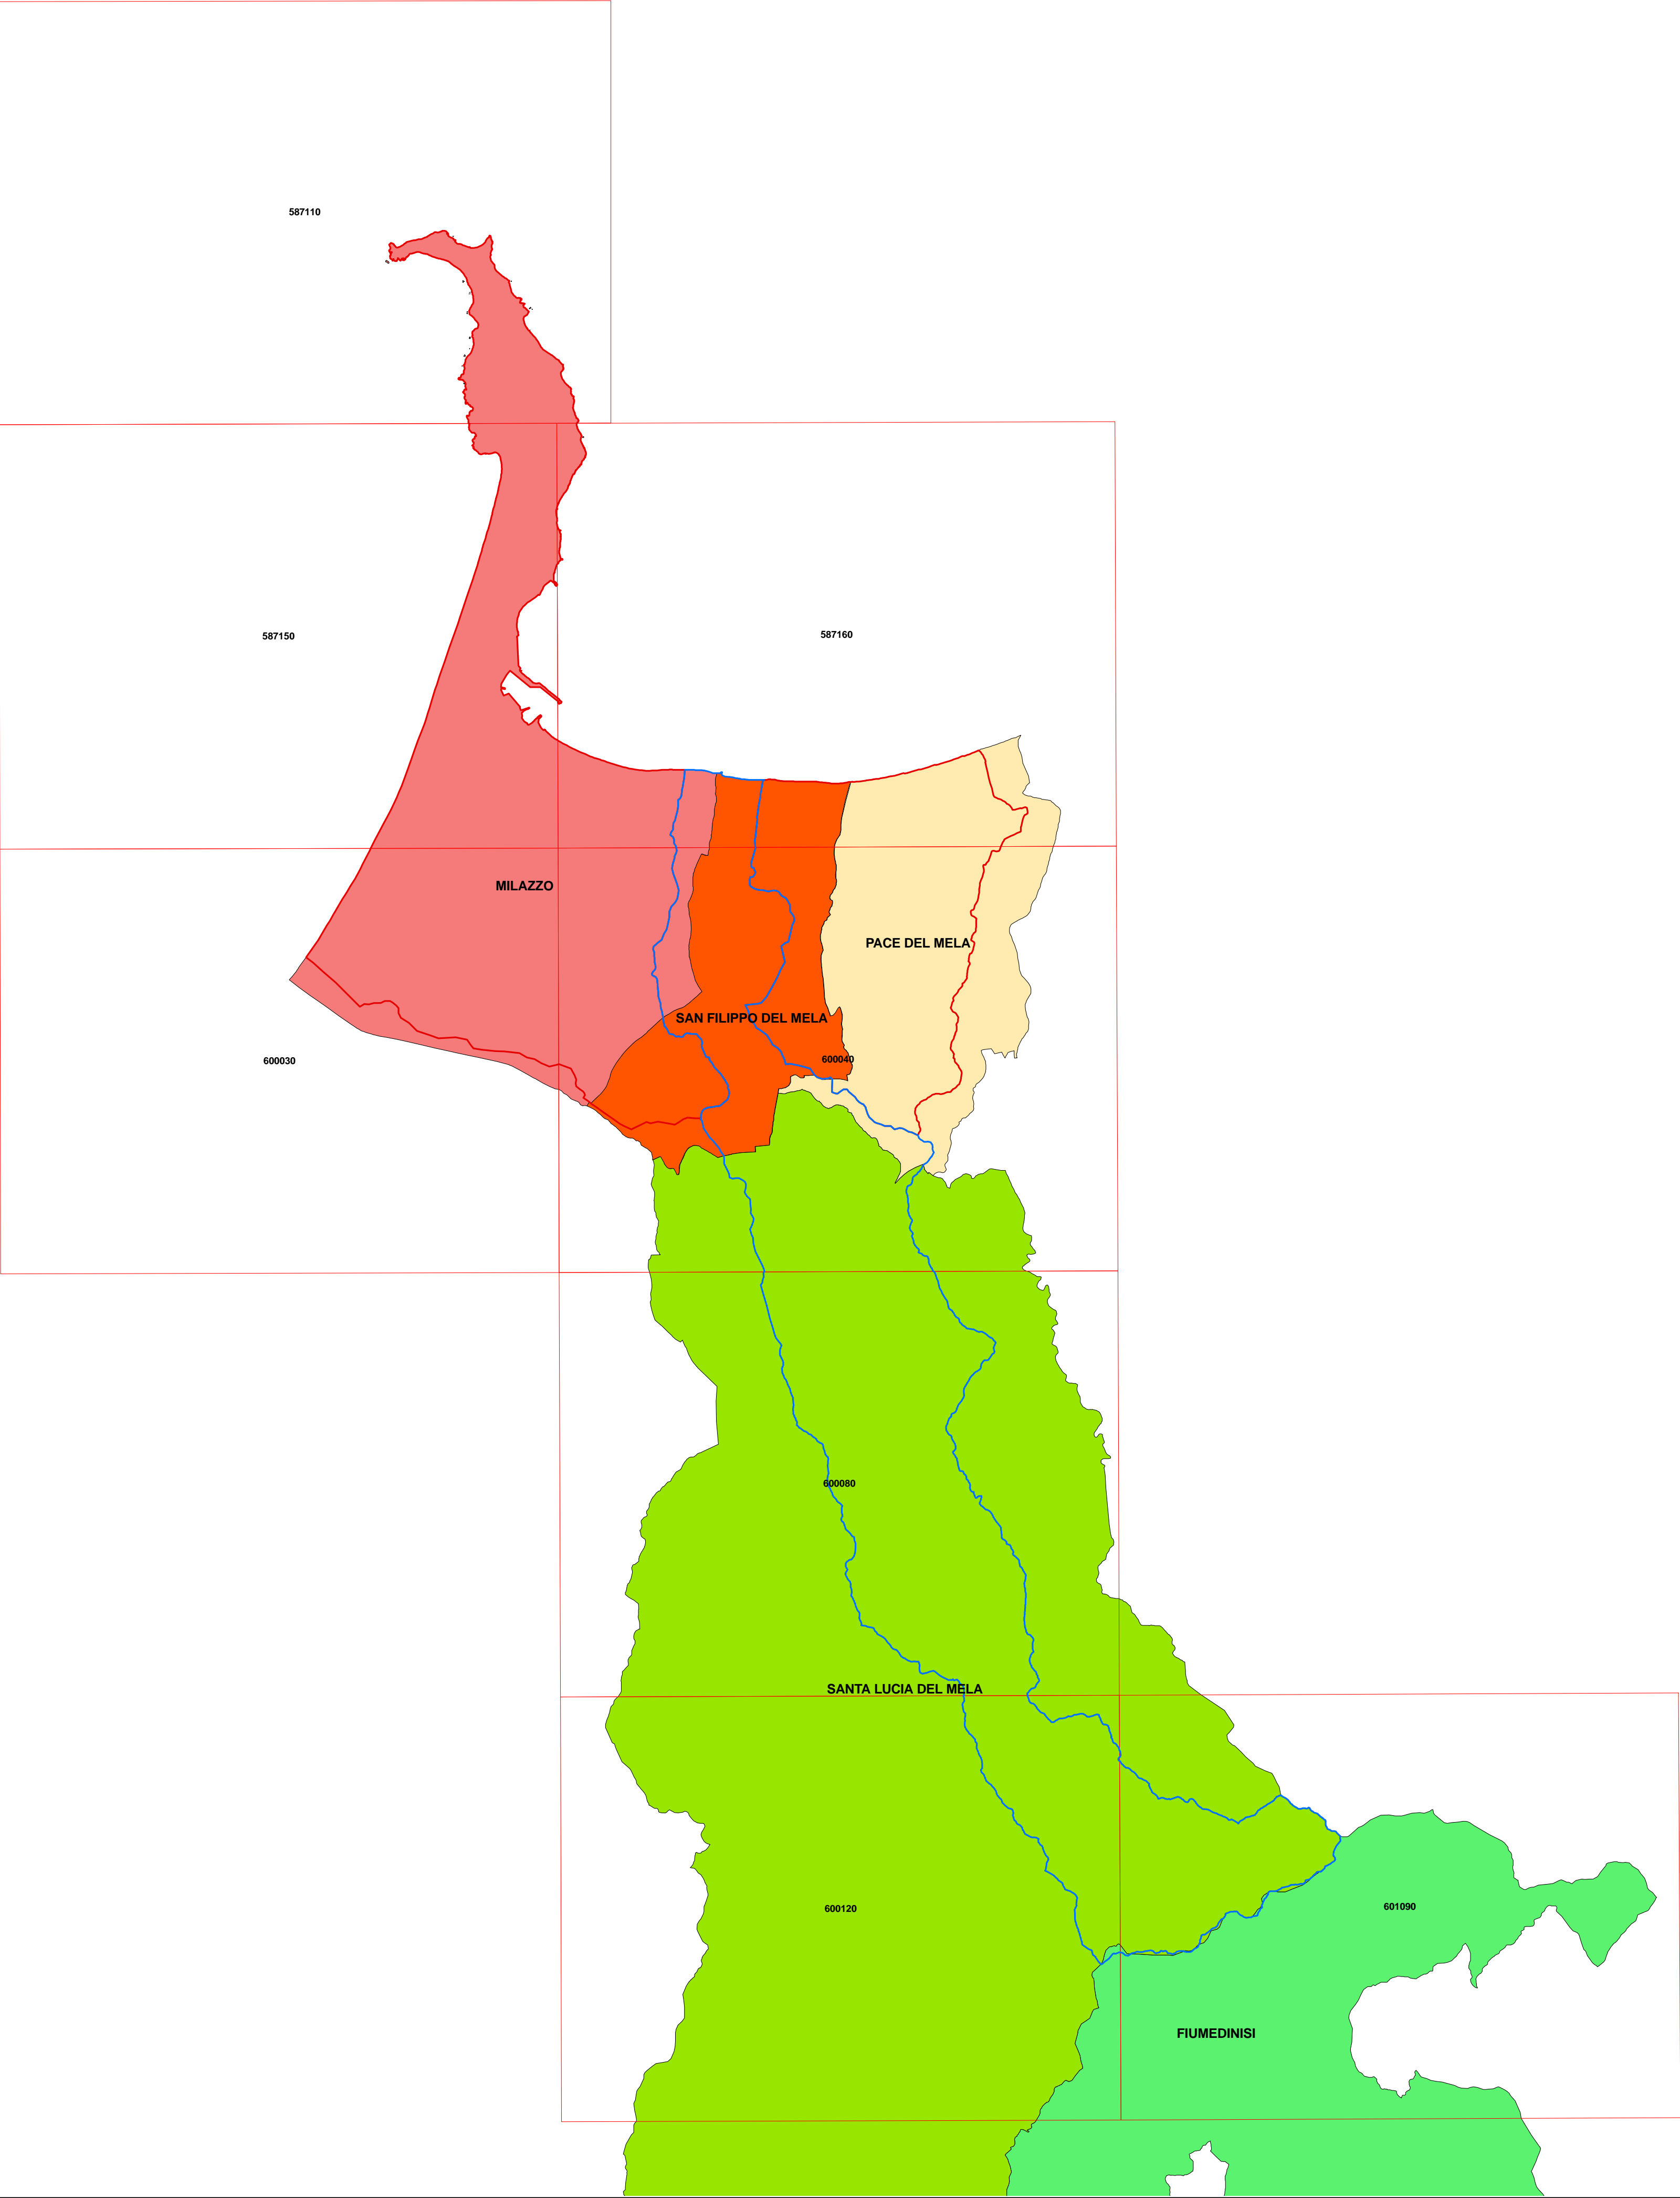 587110
587150
587160
MILAZZO
PACE DEL MELA
SAN FILIPPO DEL MELA
600030
600040
600080
SANTA LUCIA DEL MELA
600120
601090
FIUMEDINISI